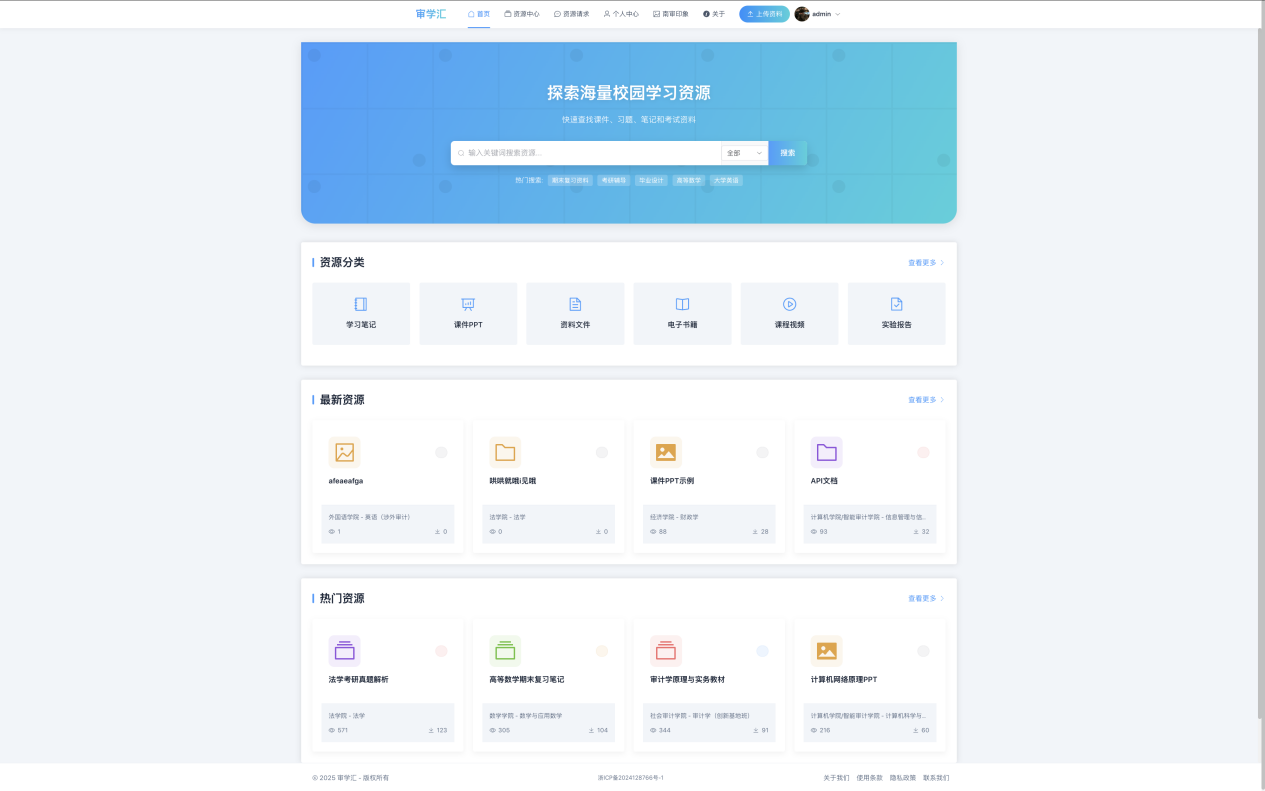 审学汇
首页 资源中心 资源请求 个人中心 南审印象 关于 上传资料 admin
探索海量校园学习资源
快速查找课件、习题、笔记和考试资料
输入关键词搜索资源... 全部 搜索
热门搜索: 期末复习资料 考研辅导 毕业设计 高等数学 大学英语
资源分类 查看更多
学习笔记 课件PPT 资料文件 电子书籍 课程视频 实验报告
最新资源 查看更多
afeaeafga 哄哄就哦i见哦 课件PPT示例 API文档
外国语学院 - 英语（涉外审计） 法学院 - 法学 经济学院 - 财政学 计算机学院/智能审计学院 - 信息管理与信...
1 0 0 0 88 28 93 32
热门资源 查看更多
法学考研真题解析 高等数学期末复习笔记 审计学原理与实务教材 计算机网络原理PPT
法学院 - 法学 数学学院 - 数学与应用数学 社会审计学院 - 审计学（创新基地班） 计算机学院/智能审计学院 - 计算机科学与...
571 123 305 104 344 91 216 60
© 2025 审学汇 - 版权所有 浙ICP备2024128766号-1 关于我们 使用条款 隐私政策 联系我们